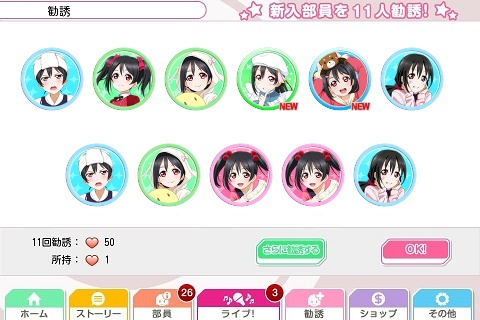 勧誘
新入部員を11人勧誘!
NEW
NEW
11回勧誘: 50
所持: 1
さらに勧誘する
OK!
26
3
ホーム
ストーリー
部員
ライブ!
勧誘
ショップ
その他